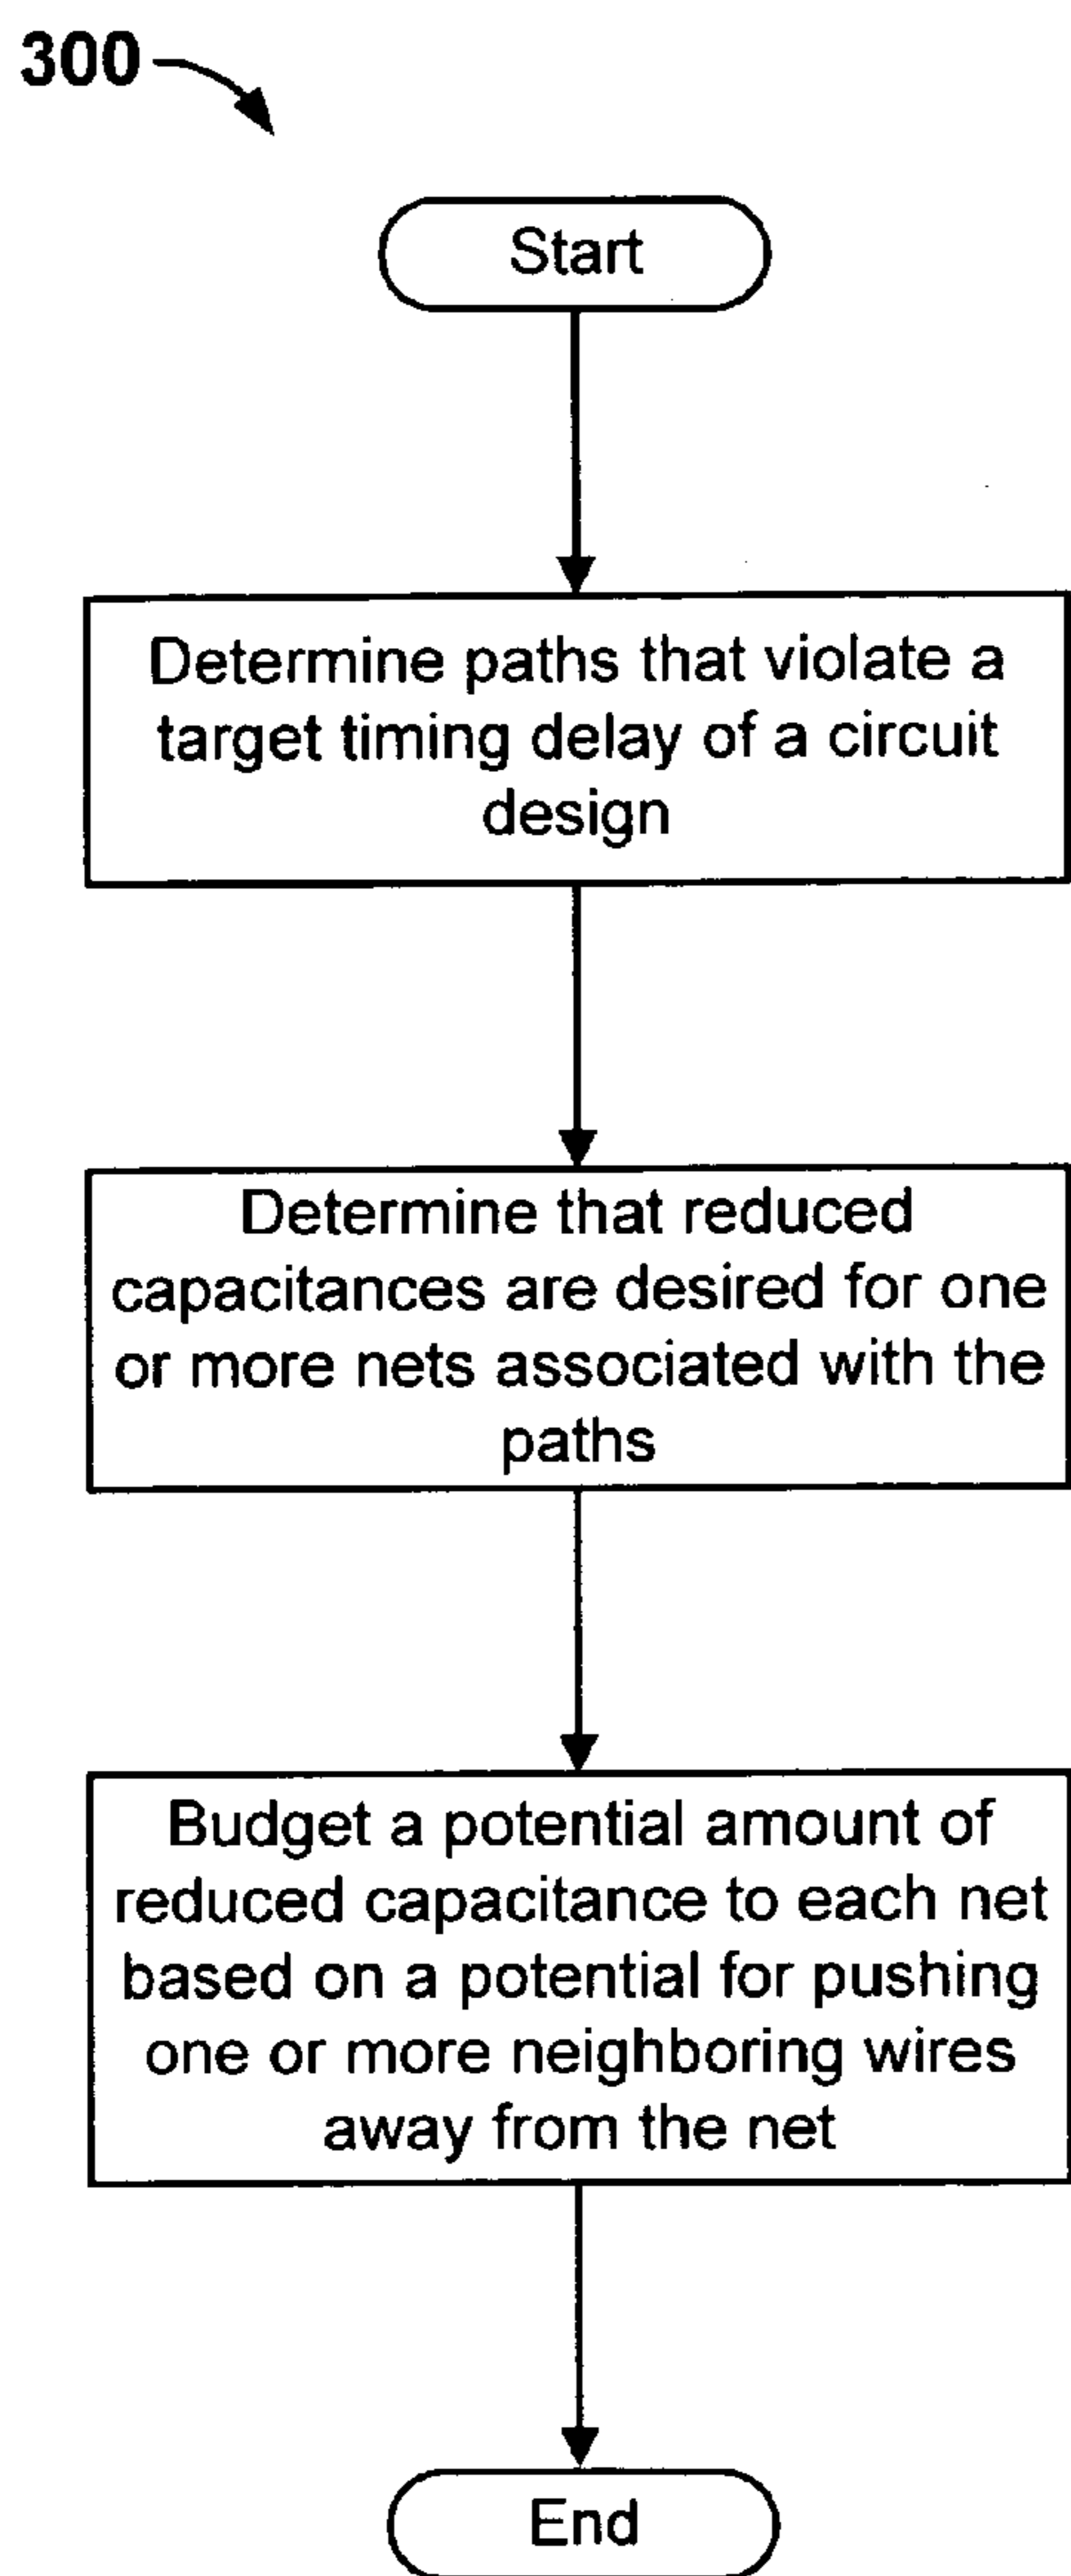 300
Start
Determine paths that violate a
target timing delay of a circuit
design
Determine that reduced
capacitances are desired for one
or more nets associated with the
paths
Budget a potential amount of
reduced capacitance to each net
based on a potential for pushing
one or more neighboring wires
away from the net
End